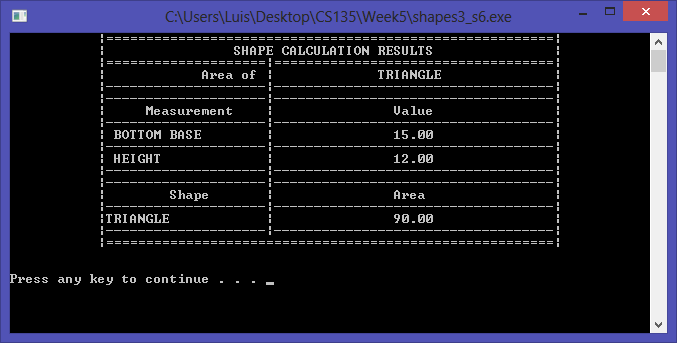 C:\Users\Luis\Desktop\CS135\Week5\shapes3_s6.exe
SHAPE CALCULATION RESULTS
Area of TRIANGLE
Measurement Value
BOTTOM BASE 15.00
HEIGHT 12.00
Shape Area
TRIANGLE 90.00
Press any key to continue . . .